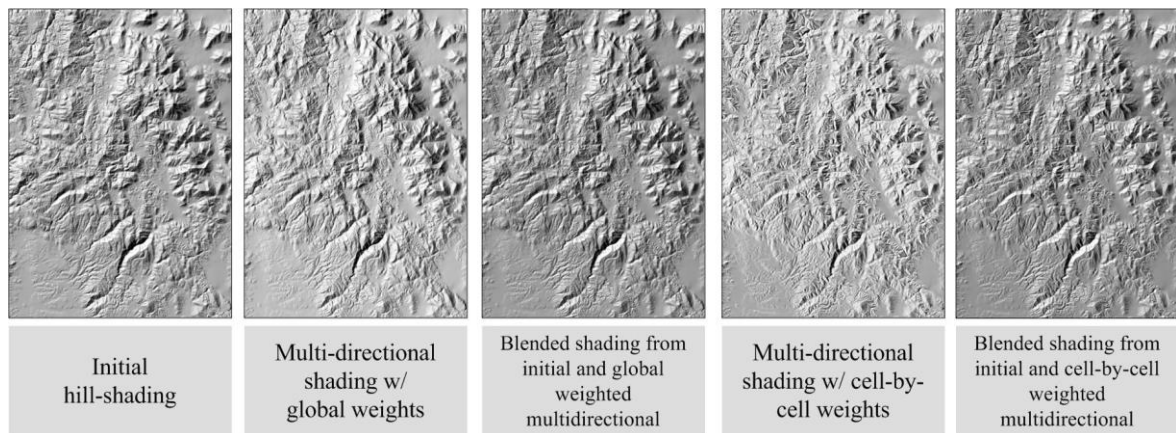 Initial
hill-shading
Multi-directional
shading w/
global weights
Blended shading from
initial and global
weighted
multidirectional
Multi-directional
shading w/ cell-by-
cell weights
Blended shading from
initial and cell-by-cell
weighted
multidirectional